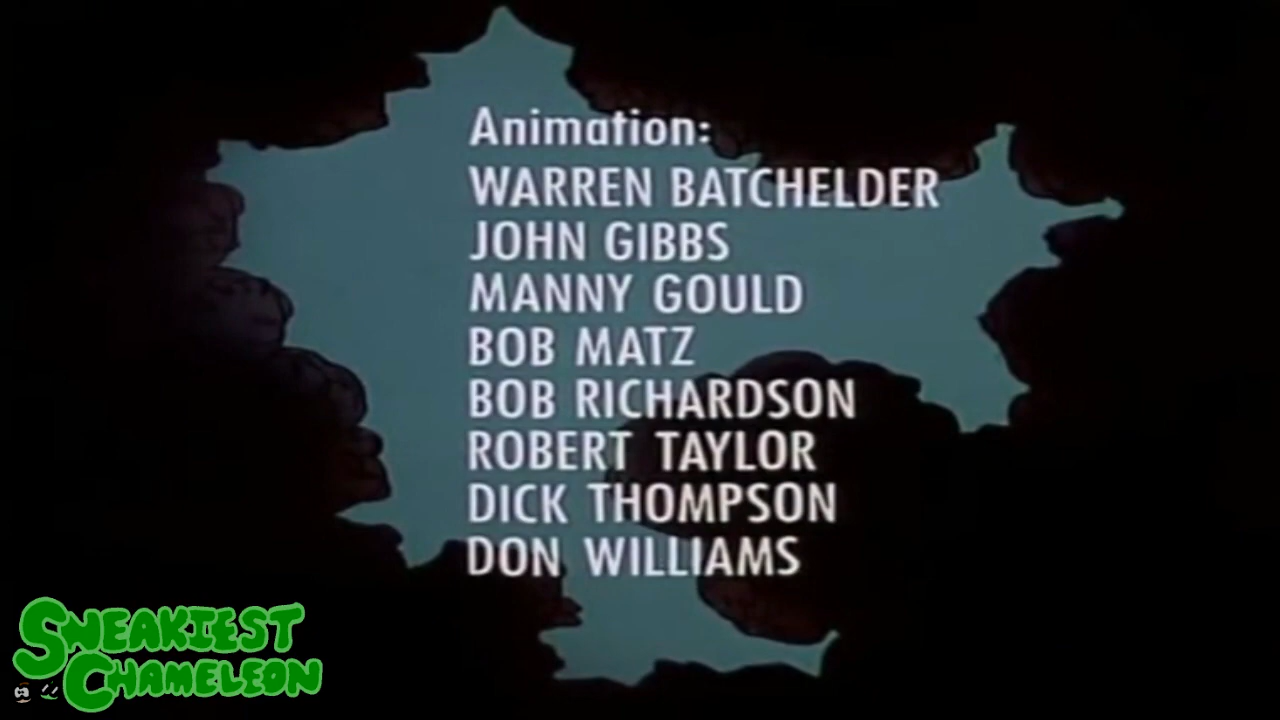 Animation:
WARREN BATCHELDER
JOHN GIBBS
MANNY GOULD
BOB MATZ
BOB RICHARDSON
ROBERT TAYLOR
DICK THOMPSON
DON WILLIAMS
SNEAKIEST
CHAMELEON